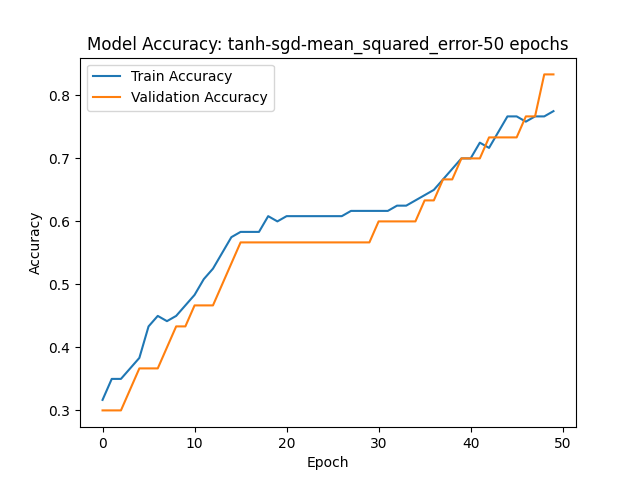 Model Accuracy: tanh-sgd-mean_squared_error-50 epochs
Train Accuracy
Validation Accuracy
Accuracy
0.8
0.7
0.6
0.5
0.4
0.3
0 10 20 30 40 50
Epoch